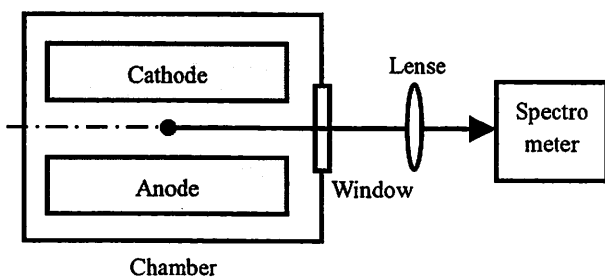 Cathode
Lense
Spectro
meter
Anode
Window
Chamber